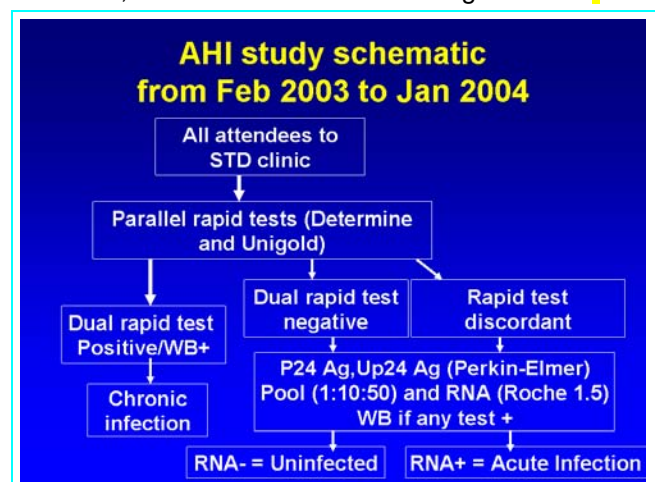 AHI study schematic
from Feb 2003 to Jan 2004
All attendees to
STD clinic
Parallel rapid tests (Determine
and Unigold)
Dual rapid test
Positive/WB+
Dual rapid test
negative
Rapid test
discordant
Chronic
infection
P24 Ag,Up24 Ag (Perkin-Elmer)
Pool (1:10:50) and RNA (Roche 1.5)
WB if any test +
RNA- = Uninfected
RNA+ = Acute Infection